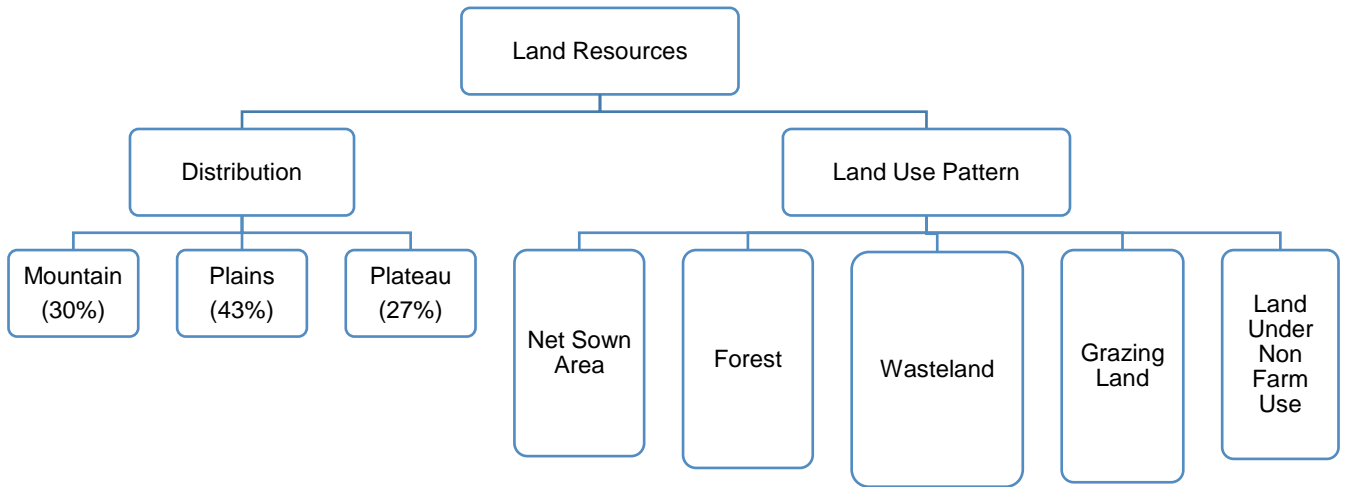 Land Resources
Distribution
Land Use Pattern
Mountain
(30%)
Plains
(43%)
Plateau
(27%)
Net Sown
Area
Forest
Wasteland
Grazing
Land
Land
Under
Non
Farm
Use